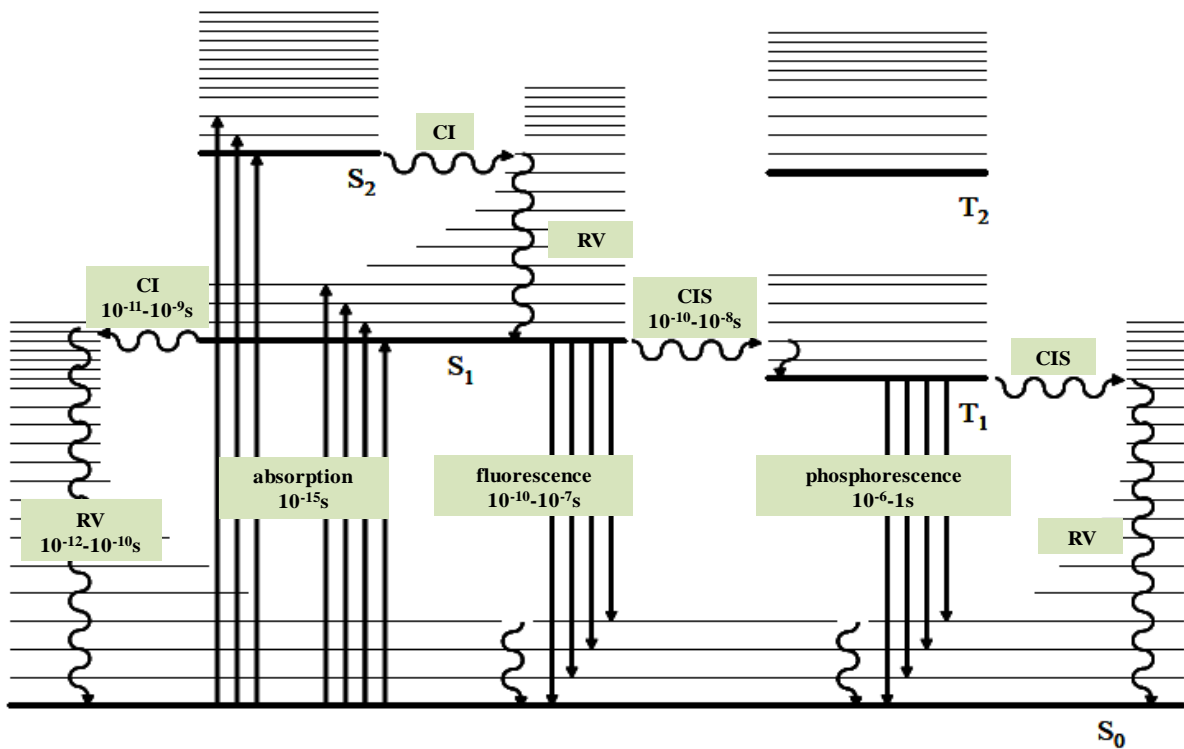 CI
S₂
T₂
RV
CI
10⁻¹¹-10⁻⁹s
CIS
10⁻¹⁰-10⁻⁸s
S₁
CIS
T₁
absorption
10⁻¹⁵s
fluorescence
10⁻¹⁰-10⁻⁷s
phosphorescence
10⁻⁶-1s
RV
10⁻¹²-10⁻¹⁰s
RV
S₀